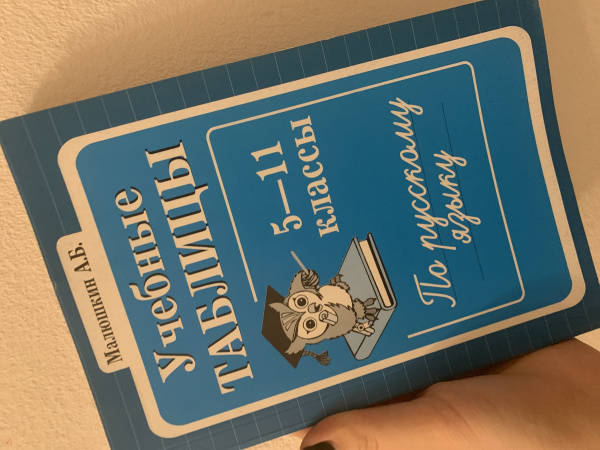 Малюшкин А.Б.
Учебные
ТАБЛИЦЫ
5—11
классы
По русскому
языку